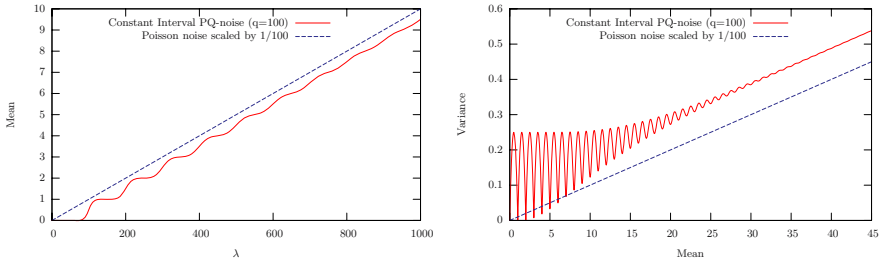 Constant Interval PQ-noise (q=100)
Poisson noise scaled by 1/100
Mean
10
9
8
7
6
5
4
3
2
1
0
0 200 400 600 800 1000
λ
Constant Interval PQ-noise (q=100)
Poisson noise scaled by 1/100
Variance
0.6
0.5
0.4
0.3
0.2
0.1
0
0 5 10 15 20 25 30 35 40 45
Mean